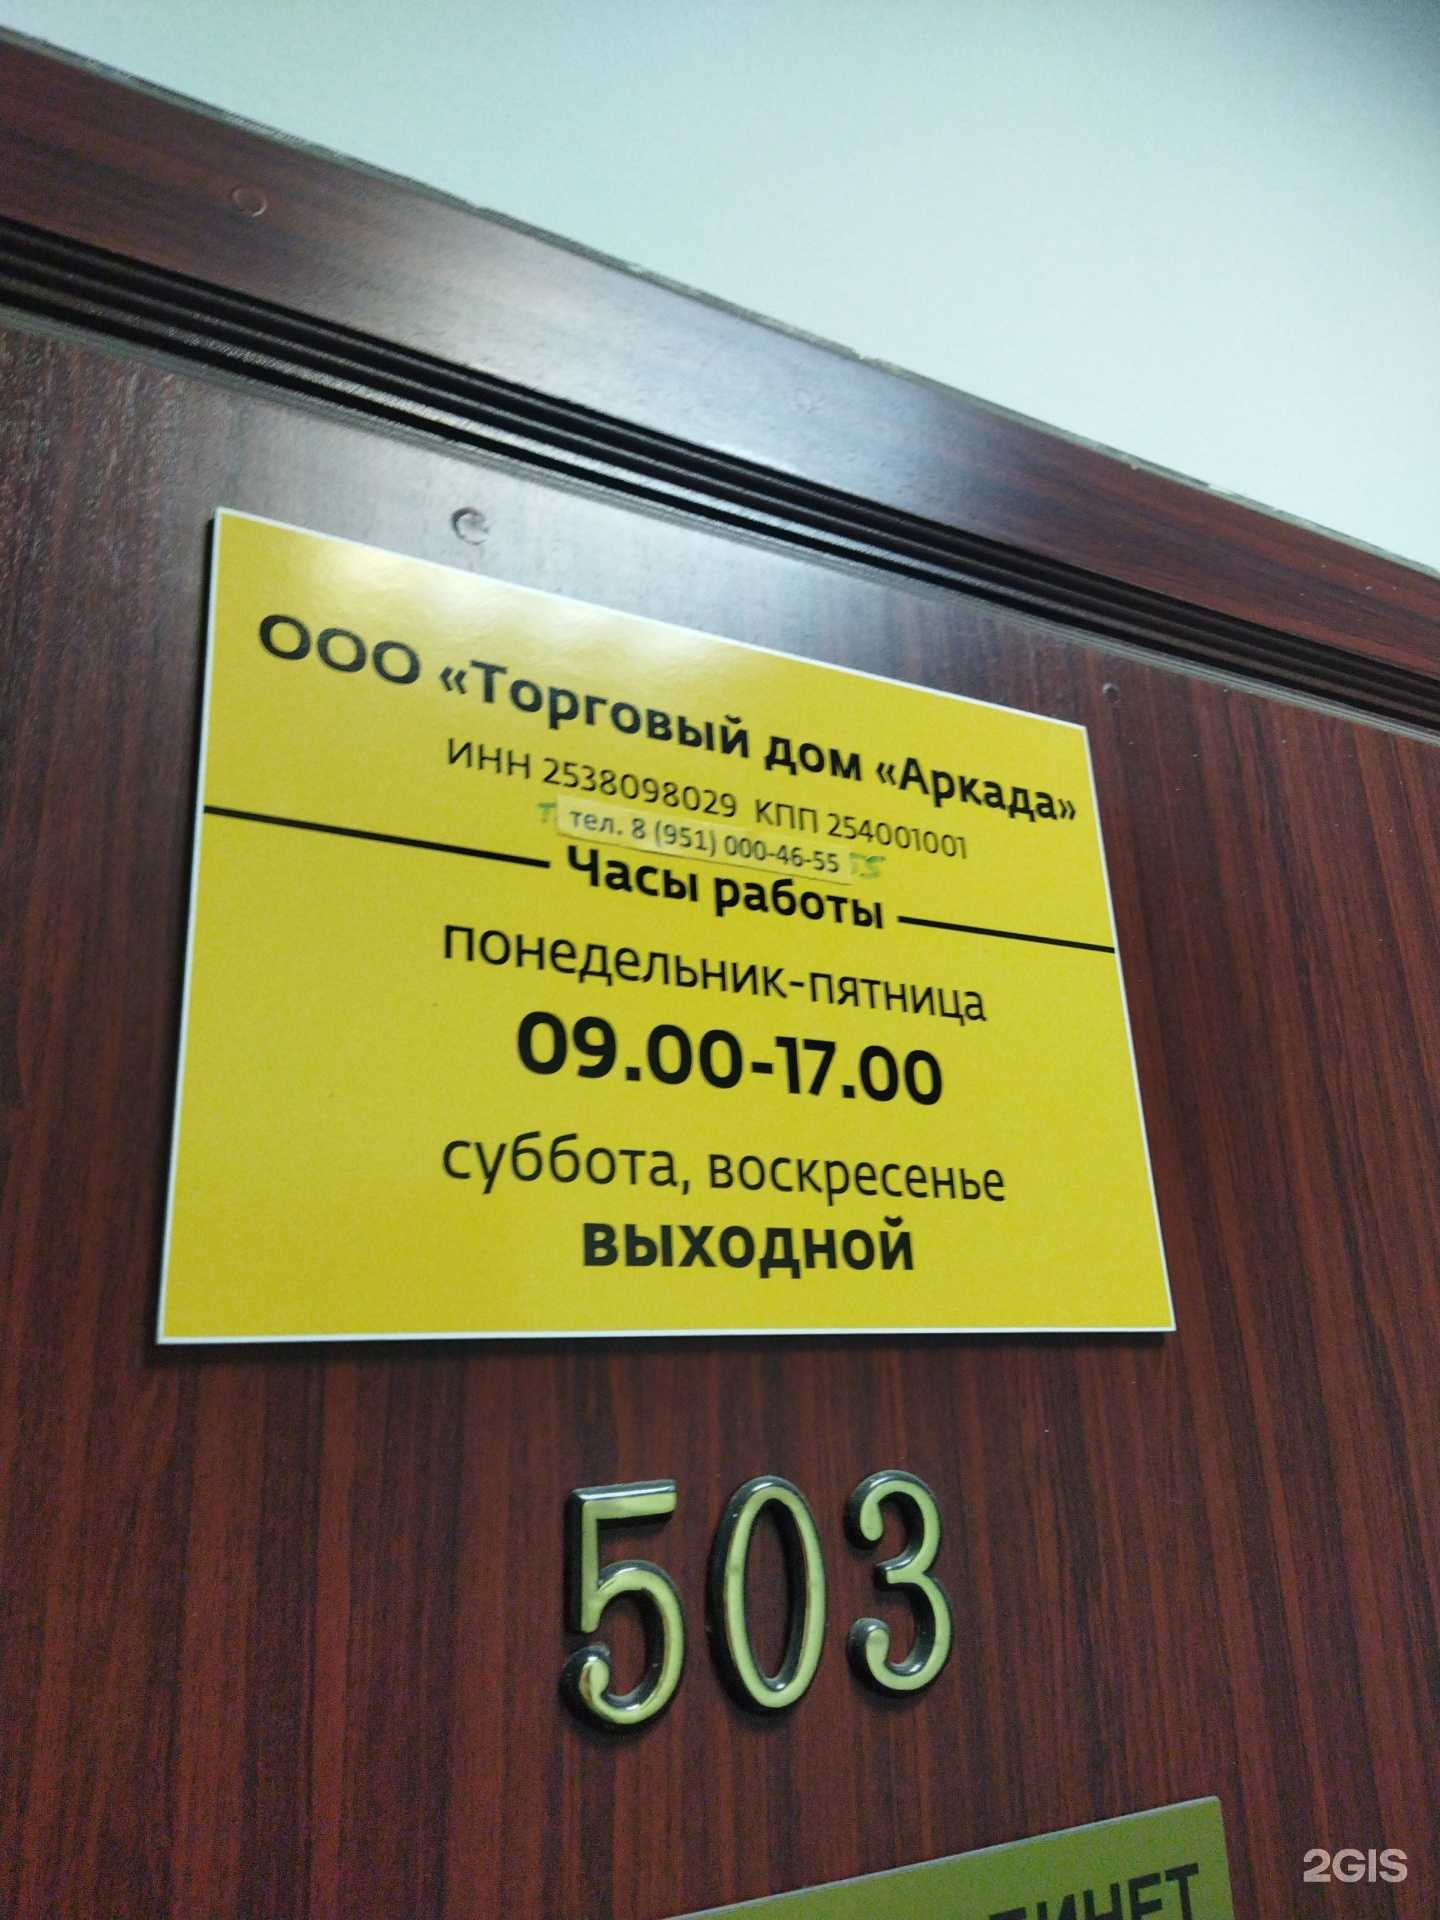 ООО «Торговый дом «Аркада»
ИНН 2538098029 КПП 254001001
тел. 8 (951) 000-46-55
Часы работы
понедельник-пятница
09.00-17.00
суббота, воскресенье
выходной
503
2GIS